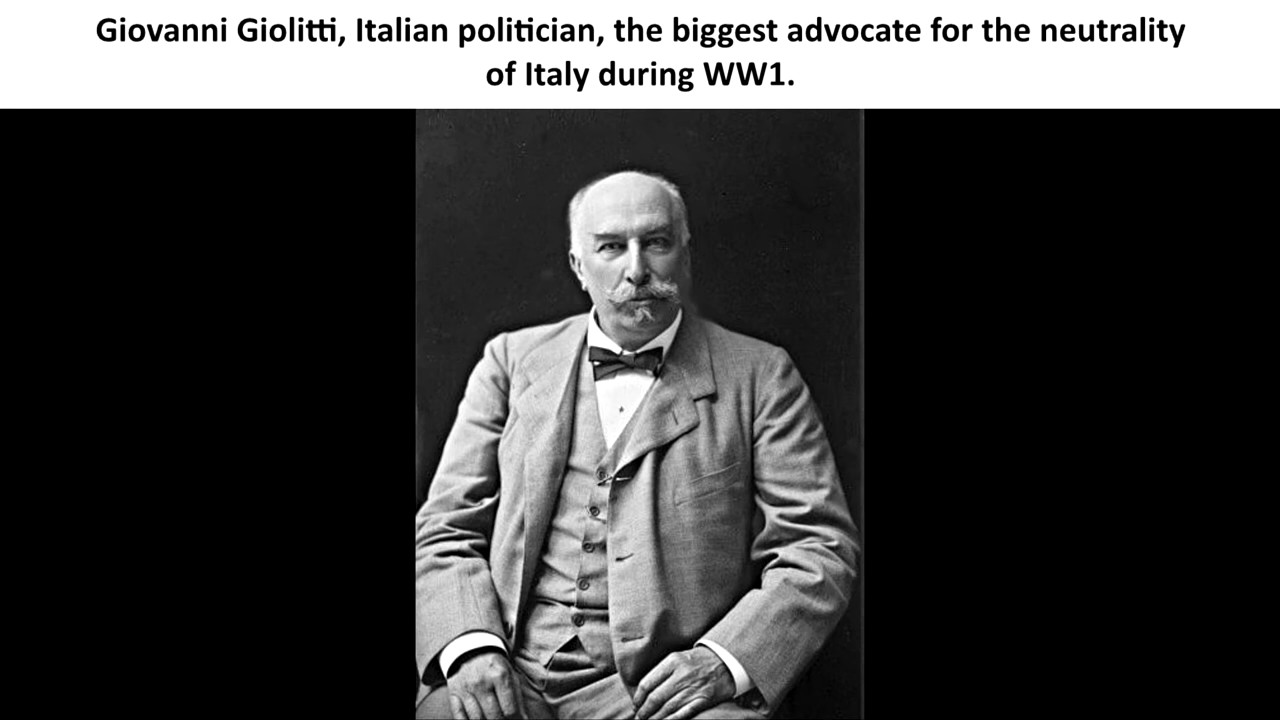 Giovanni Giolitti, Italian politician, the biggest advocate for the neutrality
of Italy during WW1.